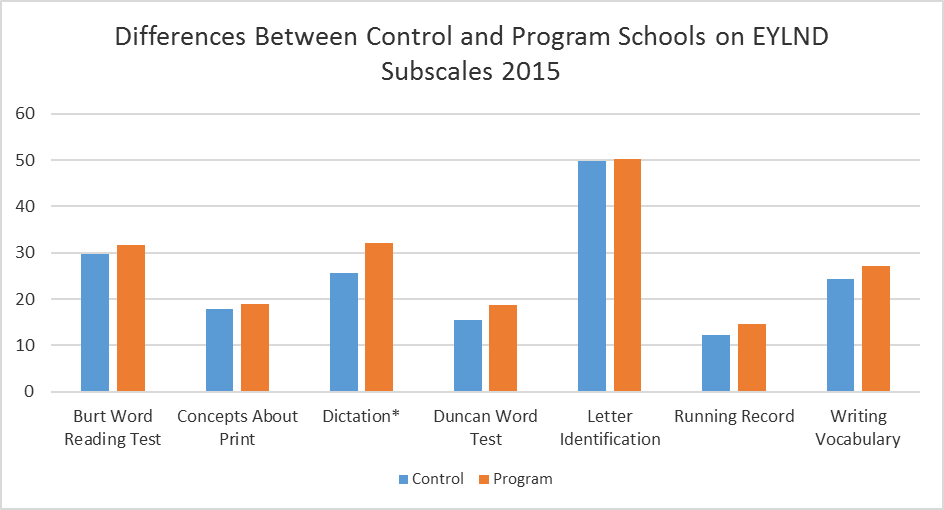 Differences Between Control and Program Schools on EYLND
Subscales 2015
60
50
40
30
20
10
0
Burt Word
Reading Test
Concepts About
Print
Dictation*
Duncan Word
Test
Letter
Identification
Running Record
Writing
Vocabulary
Control
Program